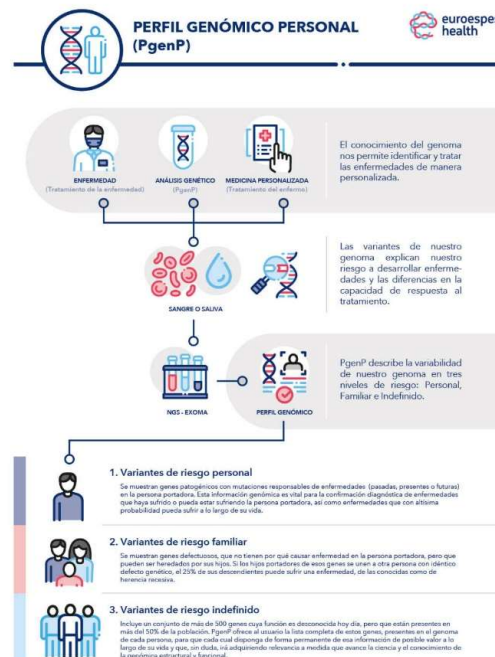 PERFIL GENÓMICO PERSONAL
(PgenP)
euroespes
health
ENFERMEDAD
(Tratamiento de la enfermedad)
ANÁLISIS GENÉTICO
(PgenP)
MEDICINA PERSONALIZADA
(Tratamiento del enfermo)
El conocimiento del genoma
nos permite identificar y tratar
las enfermedades de manera
personalizada.
Las variantes de nuestro
genoma explican nuestro
riesgo a desarrollar enferme-
dades y las diferencias en la
capacidad de respuesta al
tratamiento.
SANGRE O SALIVA
NGS - EXOMA
PERFIL GENÓMICO
PgenP describe la variabilidad
de nuestro genoma en tres
niveles de riesgo: Personal,
Familiar e Indefinido.
1. Variantes de riesgo personal
Se muestran genes patogénicos con mutaciones responsables de enfermedades (pasadas, presentes o futuras)
en la persona portadora. Esta información genómica es vital para la confirmación diagnóstica de enfermedades
que haya sufrido o pueda estar sufriendo la persona portadora, así como enfermedades que con altísima
probabilidad pueda sufrir a lo largo de su vida.
2. Variantes de riesgo familiar
Se muestran genes defectuosos, que no tienen por qué causar enfermedad en la persona portadora, pero que
pueden ser heredados por sus hijos. Si los hijos portadores de esos genes se unen a otra persona con idéntico
defecto genético, el 25% de sus descendientes puede sufrir una enfermedad, de las conocidas como de
herencia recesiva.
3. Variantes de riesgo indefinido
Incluye un conjunto de más de 500 genes cuya función es desconocida hoy día, pero que están presentes en
más del 50% de la población. PgenP ofrece al usuario la lista completa de estos genes, presentes en el genoma
de cada persona, para que cada cual disponga de forma permanente de esa información de posible valor a lo
largo de su vida y que, sin duda, irá adquiriendo relevancia a medida que avance la ciencia y el conocimiento de
la genómica estructural y funcional.